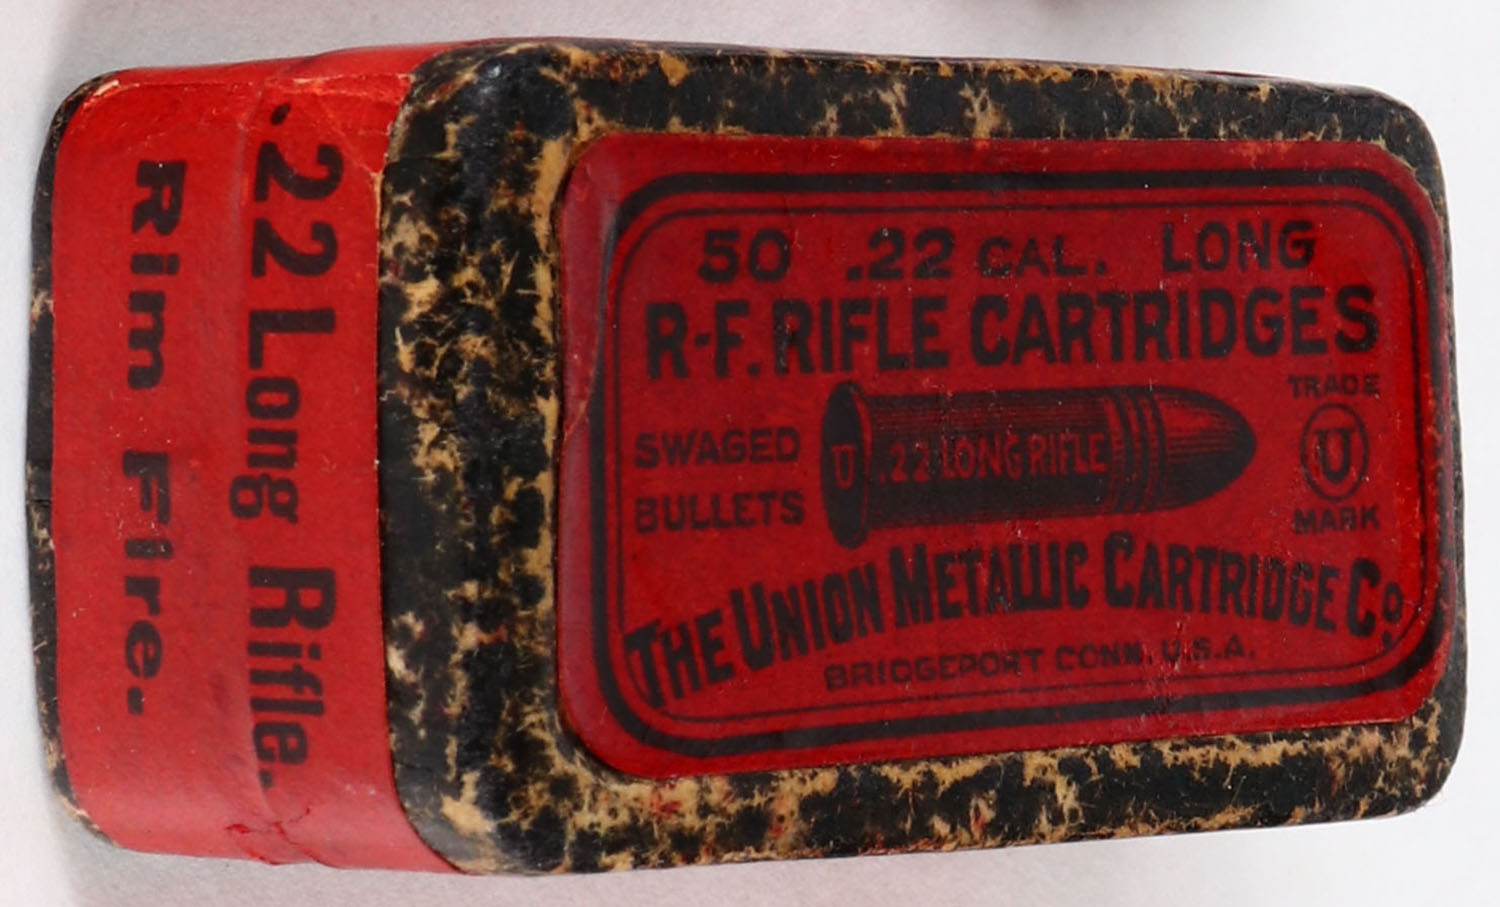 50 .22 CAL. LONG
R-F. RIFLE CARTRIDGES
SWAGED
BULLETS
U .22 LONG RIFLE
TRADE
U
MARK
THE UNION METALLIC CARTRIDGE CO.
BRIDGEPORT CONN. U.S.A.
.22 Long Rifle.
Rim Fire.